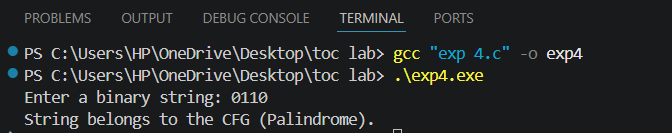 PROBLEMS OUTPUT DEBUG CONSOLE TERMINAL PORTS
PS C:\Users\HP\OneDrive\Desktop\toc lab> gcc "exp 4.c" -o exp4
PS C:\Users\HP\OneDrive\Desktop\toc lab> .\exp4.exe
Enter a binary string: 0110
String belongs to the CFG (Palindrome).